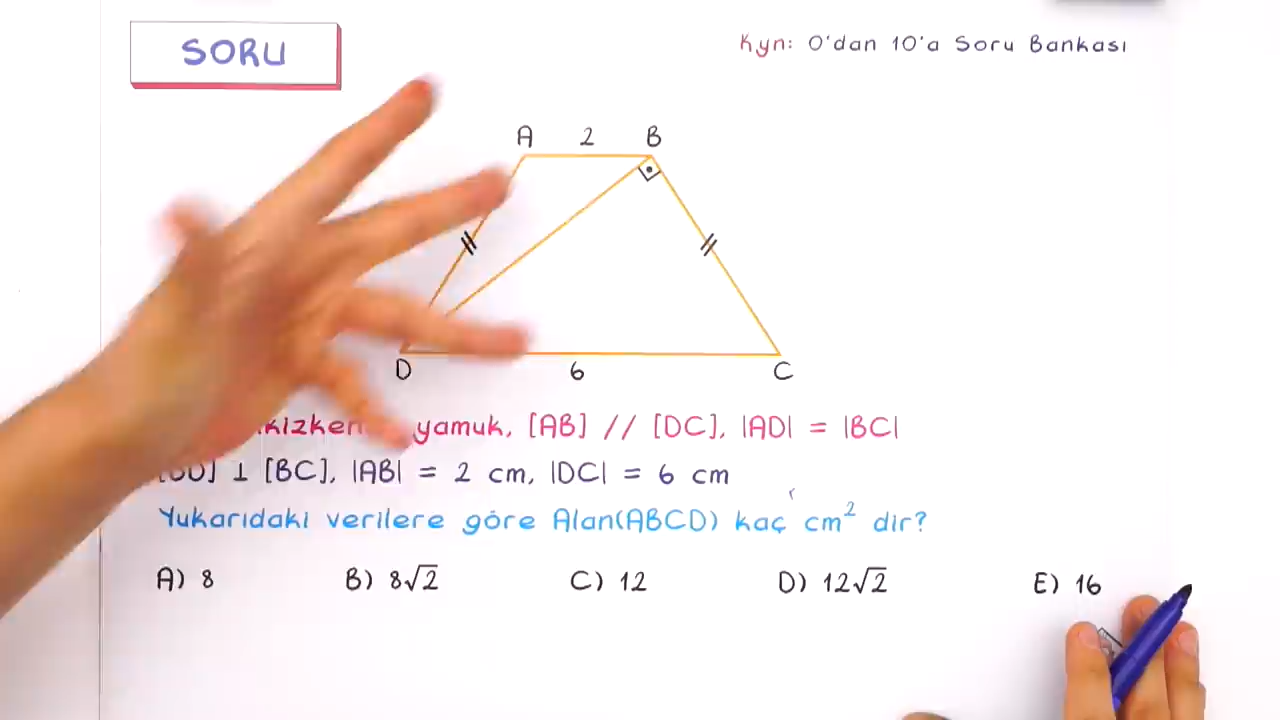 SORU
Kyn: 0'dan 10'a Soru Bankası
A 2 B
D 6 C
yamuk, [AB] // [DC], |AD| = |BC|
⊥ [BC], |AB| = 2 cm, |DC| = 6 cm
Yukarıdaki verilere göre Alan(ABCD) kaç cm² dir?
A) 8 B) 8√2 C) 12 D) 12√2 E) 16